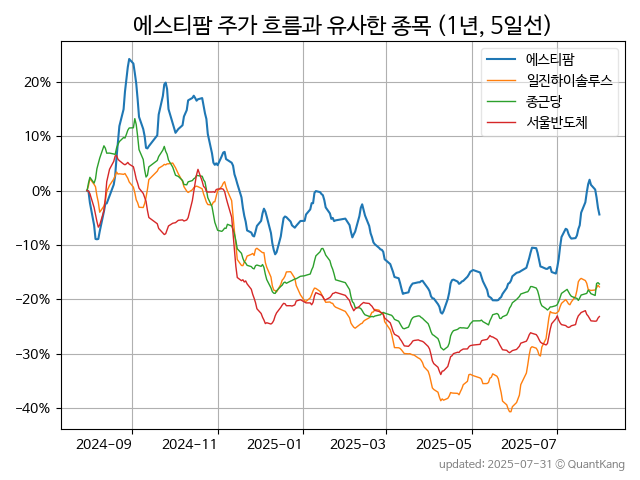 에스티팜 주가 흐름과 유사한 종목 (1년, 5일선)
에스티팜
일진하이솔루스
종근당
서울반도체
20%
10%
0%
−10%
−20%
−30%
−40%
2024-09
2024-11
2025-01
2025-03
2025-05
2025-07
updated: 2025-07-31 © QuantKang